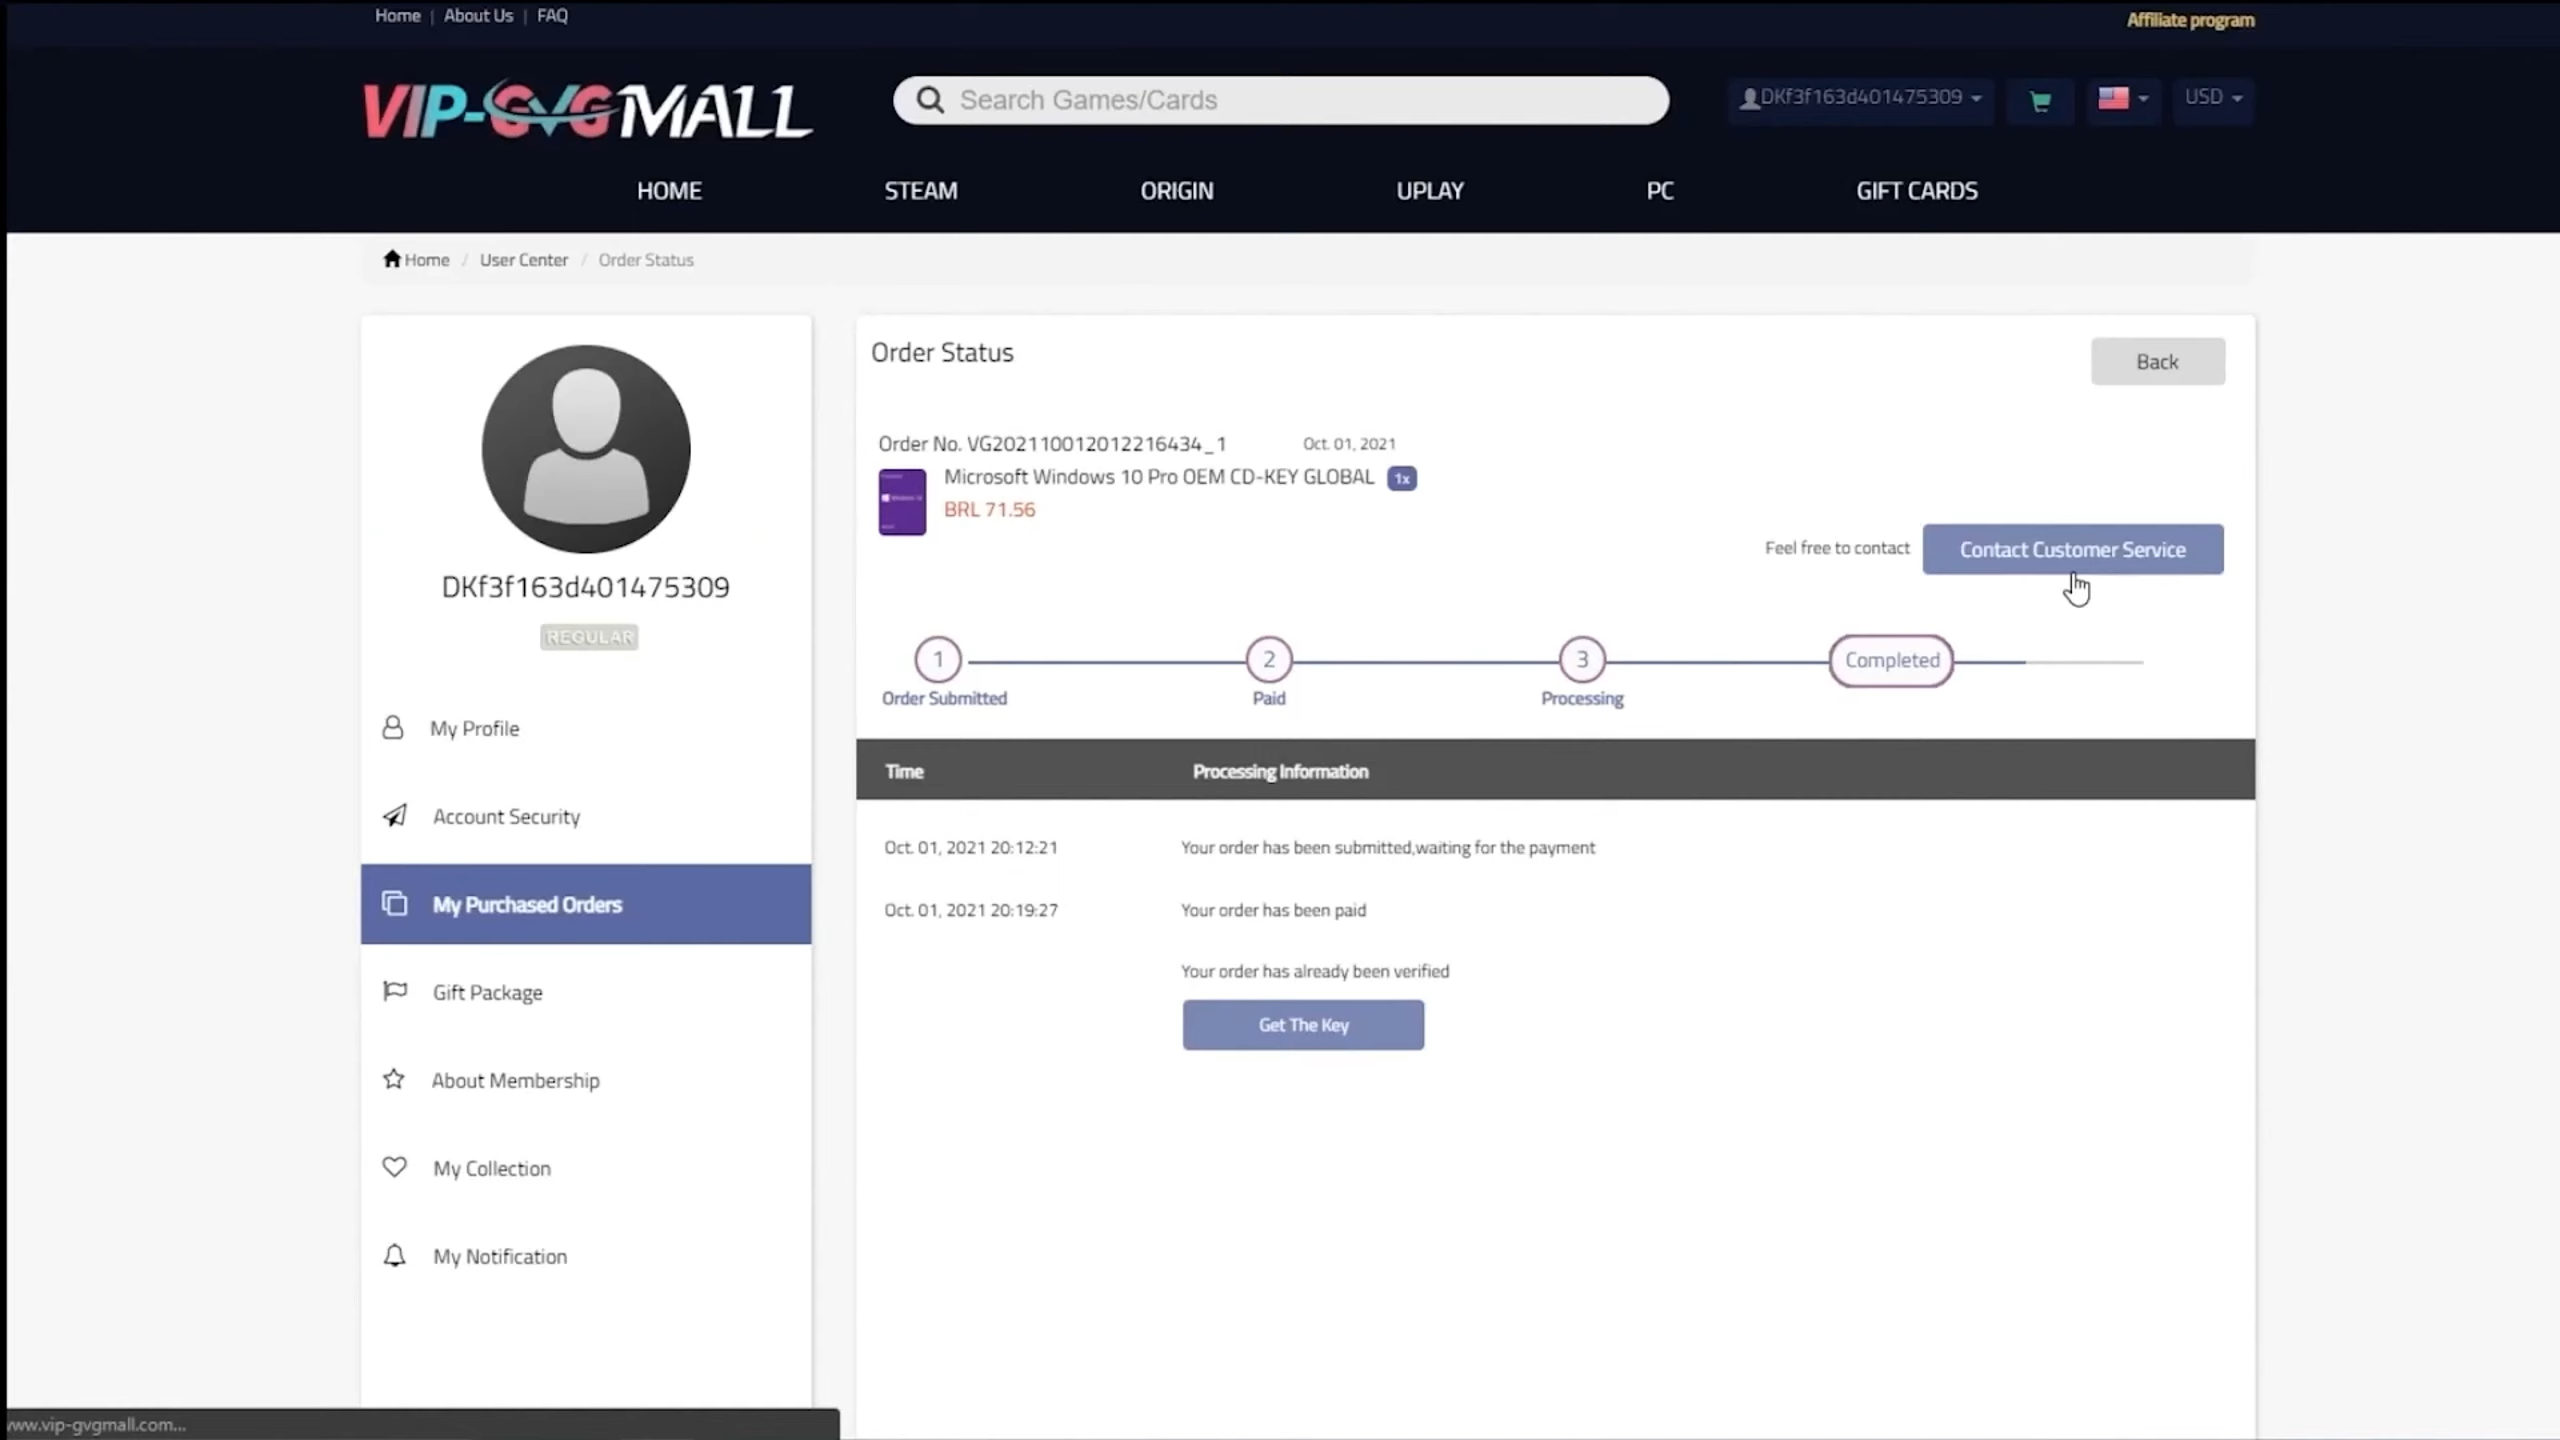 Home | About Us | FAQ
Affiliate program
VIP-GVGMALL
Search Games/Cards
DKf3f163d401475309
USD
HOME
STEAM
ORIGIN
UPLAY
PC
GIFT CARDS
Home / User Center / Order Status
DKf3f163d401475309
REGULAR
My Profile
Account Security
My Purchased Orders
Gift Package
About Membership
My Collection
My Notification
Order Status
Back
Order No. VG202110012012216434_1 Oct. 01, 2021
Microsoft Windows 10 Pro OEM CD-KEY GLOBAL 1x
BRL 71.56
Feel free to contact
Contact Customer Service
1
2
3
Completed
Order Submitted
Paid
Processing
Time
Processing Information
Oct. 01, 2021 20:12:21 Your order has been submitted,waiting for the payment
Oct. 01, 2021 20:19:27 Your order has been paid
Your order has already been verified
Get The Key
www.vip-gvgmall.com...